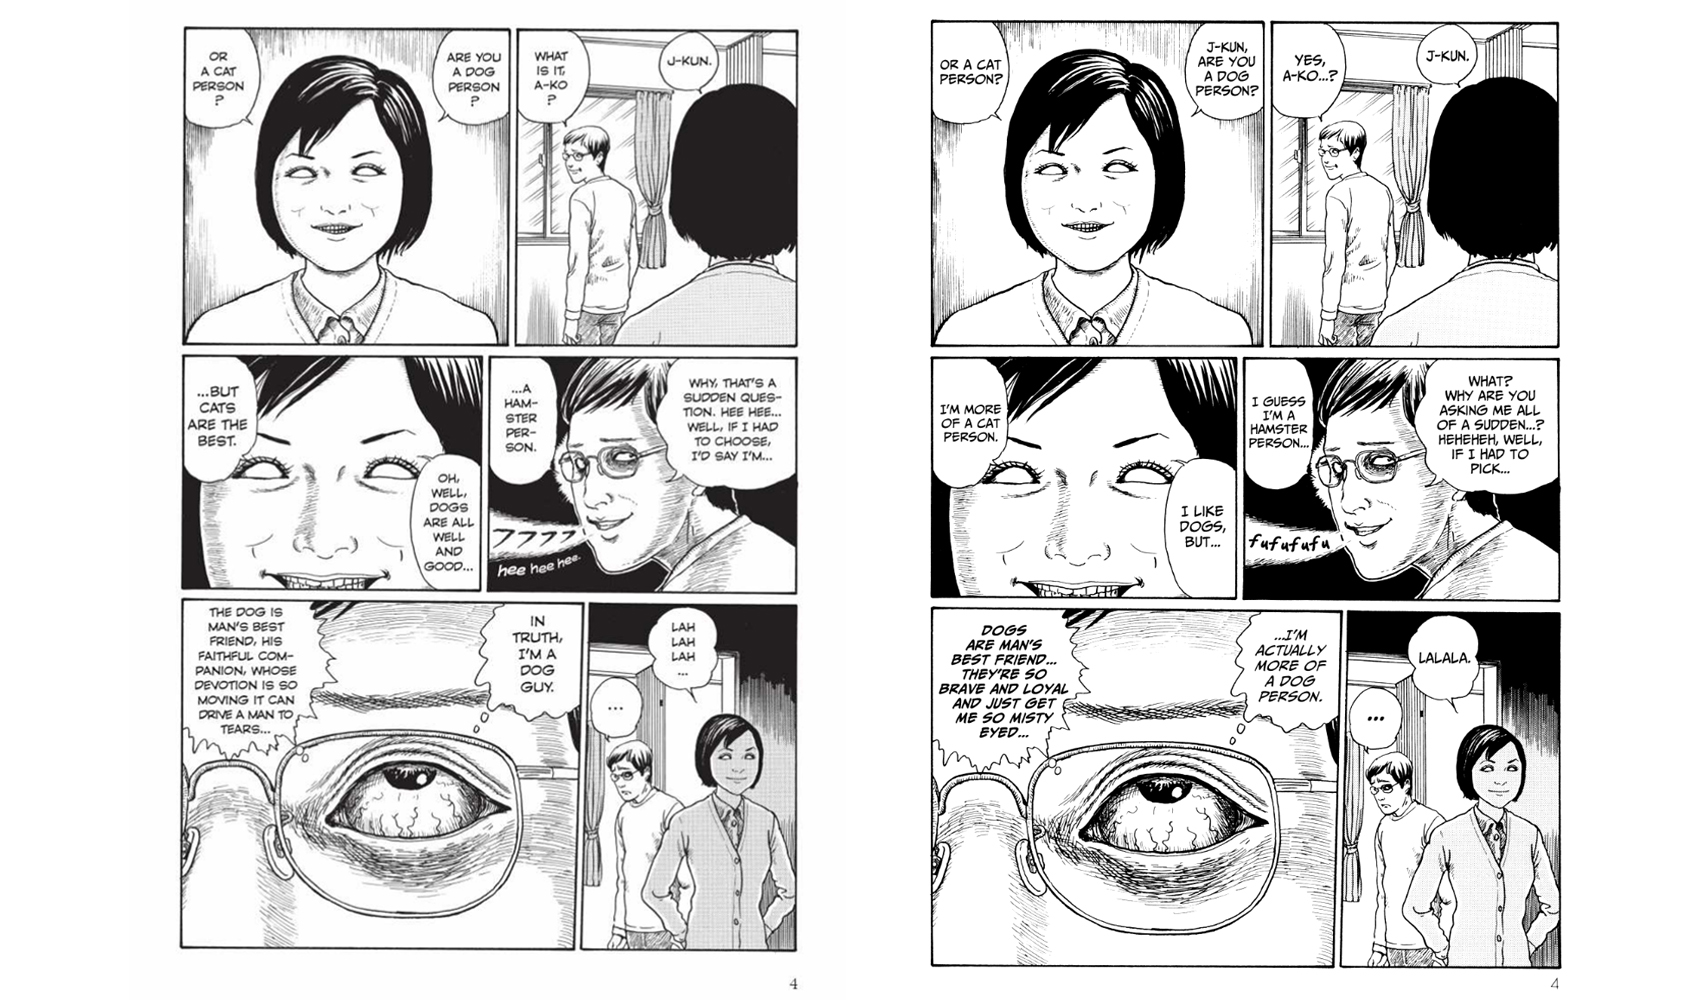 J-KUN.
WHAT
IS IT,
A-KO
?
ARE YOU
A DOG
PERSON
?
OR
A CAT
PERSON
?
WHY, THAT'S A
SUDDEN QUES-
TION. HEE HEE...
WELL, IF I HAD
TO CHOOSE,
I'D SAY I'M...
...A
HAM-
STER
PER-
SON.
フフフフ
hee hee hee.
OH,
WELL,
DOGS
ARE ALL
WELL
AND
GOOD...
...BUT
CATS
ARE THE
BEST.
LAH
LAH
LAH
...
...
IN
TRUTH,
I'M A
DOG
GUY.
THE DOG IS
MAN'S BEST
FRIEND, HIS
FAITHFUL COM-
PANION, WHOSE
DEVOTION IS SO
MOVING IT CAN
DRIVE A MAN TO
TEARS...
4
J-KUN.
YES,
A-KO...?
J-KUN,
ARE YOU
A DOG
PERSON?
OR A CAT
PERSON?
WHAT?
WHY ARE YOU
ASKING ME ALL
OF A SUDDEN...?
HEHEHEH, WELL,
IF I HAD TO
PICK...
I GUESS
I'M A
HAMSTER
PERSON...
fufufufu
I LIKE
DOGS,
BUT...
I'M MORE
OF A CAT
PERSON.
LALALA.
...
...I'M
ACTUALLY
MORE OF
A DOG
PERSON.
DOGS
ARE MAN'S
BEST FRIEND...
THEY'RE SO
BRAVE AND LOYAL
AND JUST GET
ME SO MISTY
EYED...
4